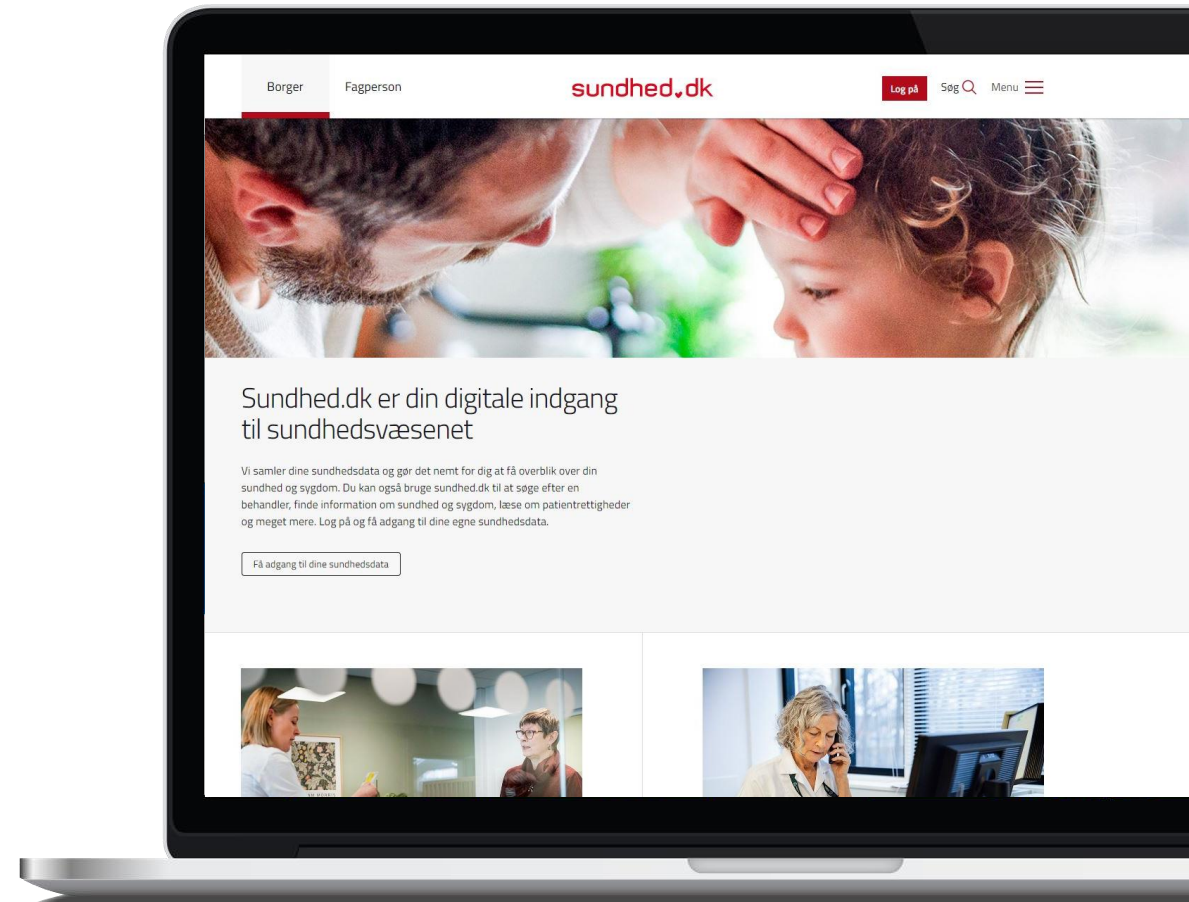 Borger
Fagperson
sundhed.dk
Log på
Søg
Menu
Sundhed.dk er din digitale indgang
til sundhedsvæsenet
Vi samler dine sundhedsdata og gør det nemt for dig at få overblik over din
sundhed og sygdom. Du kan også bruge sundhed.dk til at søge efter en
behandler, finde information om sundhed og sygdom, læse om patientrettigheder
og meget mere. Log på og få adgang til dine egne sundhedsdata.
Få adgang til dine sundhedsdata